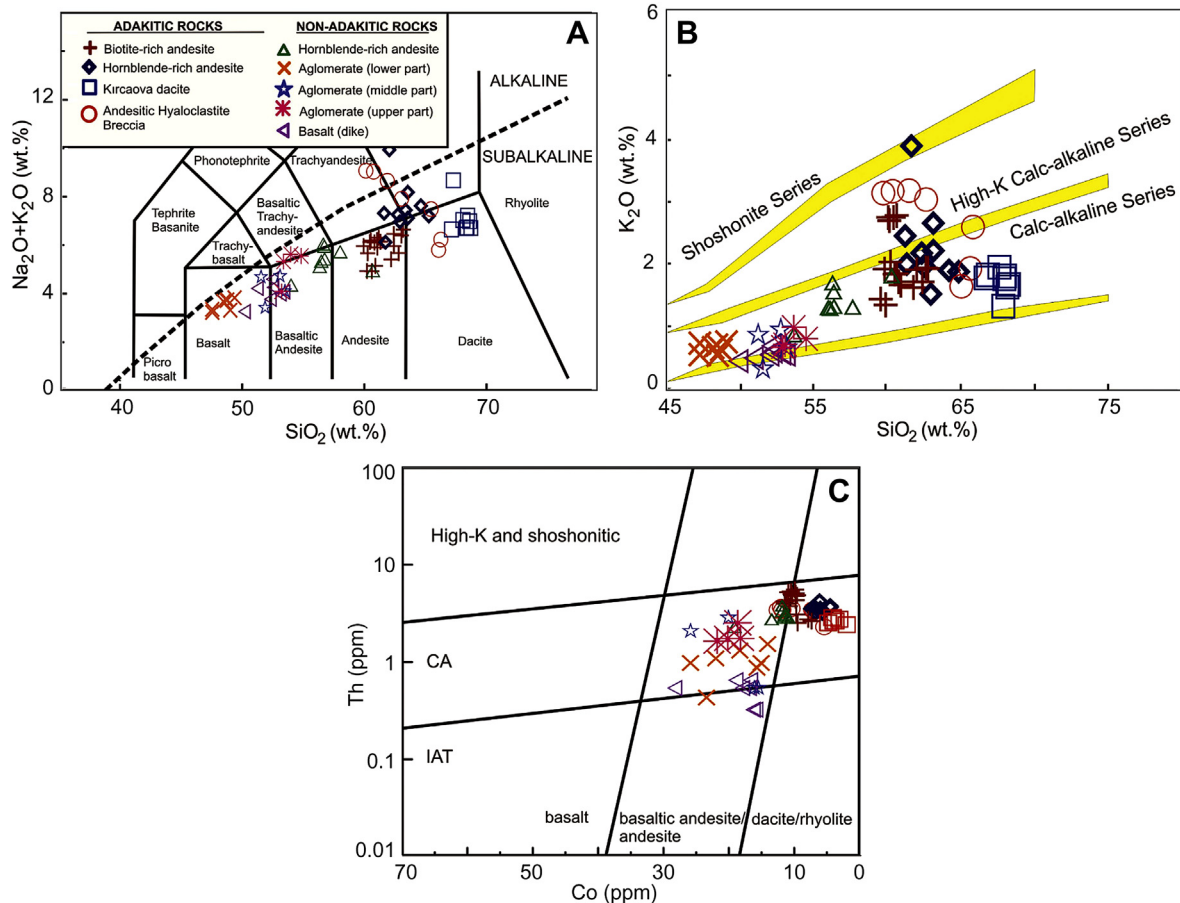 ADAKITIC ROCKS
Biotite-rich andesite
Hornblende-rich andesite
Kırcaova dacite
Andesitic Hyaloclastite
Breccia
NON-ADAKITIC ROCKS
Hornblende-rich andesite
Aglomerate (lower part)
Aglomerate (middle part)
Aglomerate (upper part)
Basalt (dike)
A
ALKALINE
SUBALKALINE
Phonotephrite
Trachyandesite
Tephrite
Basanite
Basaltic
Trachy-
andesite
Trachy-
basalt
Rhyolite
Picro
basalt
Basalt
Basaltic
Andesite
Andesite
Dacite
Na2O+K2O (wt.%)
12
8
4
0
40
50
60
70
SiO2 (wt.%)
B
Shoshonite Series
High-K Calc-alkaline Series
Calc-alkaline Series
K2O (wt.%)
6
4
2
0
45
55
65
75
SiO2 (wt.%)
C
High-K and shoshonitic
CA
IAT
basalt
basaltic andesite/
andesite
dacite/rhyolite
Th (ppm)
100
10
1
0.1
0.01
70
50
30
10
0
Co (ppm)